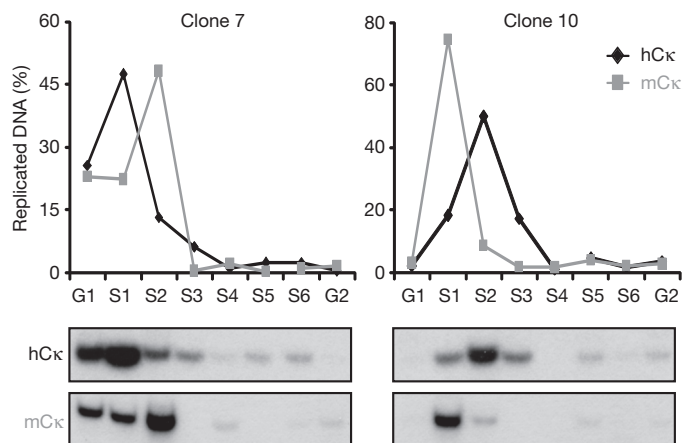 Clone 7
Clone 10
Replicated DNA (%)
60
45
30
15
0
80
60
40
20
0
hCκ
mCκ
G1 S1 S2 S3 S4 S5 S6 G2
G1 S1 S2 S3 S4 S5 S6 G2
hCκ
mCκ